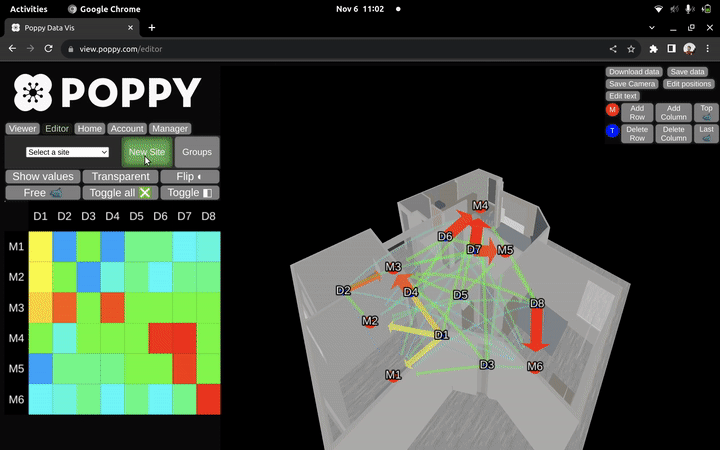 Activities
Google Chrome
Nov 6 11:02
Poppy Data Vis
view.poppy.com/editor
POPPY
Viewer Editor Home Account Manager
Select a site
New Site
Groups
Show values Transparent Flip
Free Toggle all Toggle
D1 D2 D3 D4 D5 D6 D7 D8
M1
M2
M3
M4
M5
M6
Download data Save data
Save Camera Edit positions
Edit text
M Add Row Add Column Top
T Delete Row Delete Column Last
M4
D6
D7 M5
M3
D2 D4 D5
D8
M2
D1
D3 M6
M1